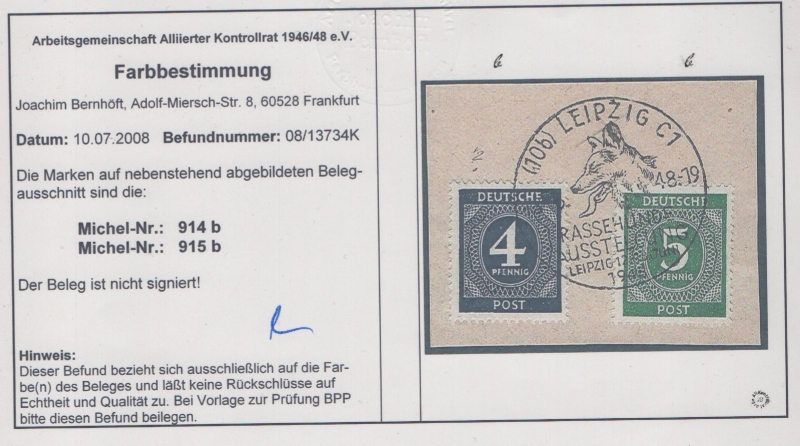 Arbeitsgemeinschaft Alliierter Kontrollrat 1946/48 e.V.
Farbbestimmung
Joachim Bernhöft, Adolf-Miersch-Str. 8, 60528 Frankfurt
Datum: 10.07.2008 Befundnummer: 08/13734K
Die Marken auf nebenstehend abgebildeten Beleg-
ausschnitt sind die:
Michel-Nr.: 914 b
Michel-Nr.: 915 b
Der Beleg ist nicht signiert!
Hinweis:
Dieser Befund bezieht sich ausschließlich auf die Far-
be(n) des Beleges und läßt keine Rückschlüsse auf
Echtheit und Qualität zu. Bei Vorlage zur Prüfung BPP
bitte diesen Befund beilegen.
b
b
(10b) LEIPZIG C1
48-19
RASSEHUND
LEIPZIG
DEUTSCHE
4
PFENNIG
POST
DEUTSCHE
5
PFENNIG
POST